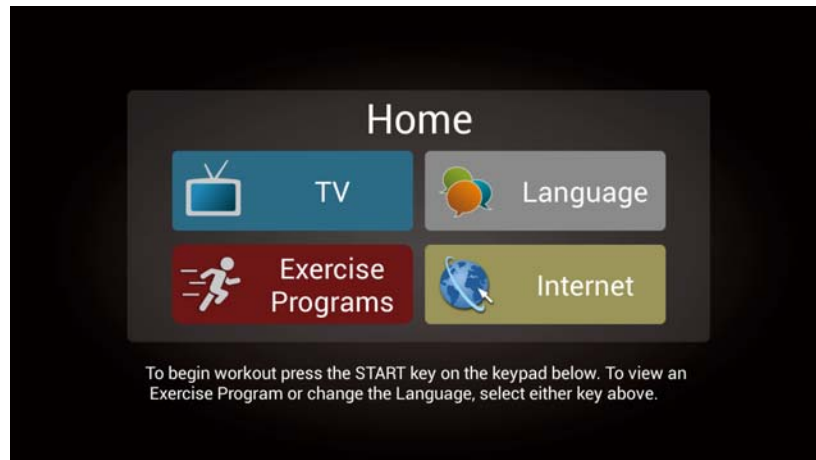 Home
TV
Language
Exercise
Programs
Internet
To begin workout press the START key on the keypad below. To view an
Exercise Program or change the Language, select either key above.